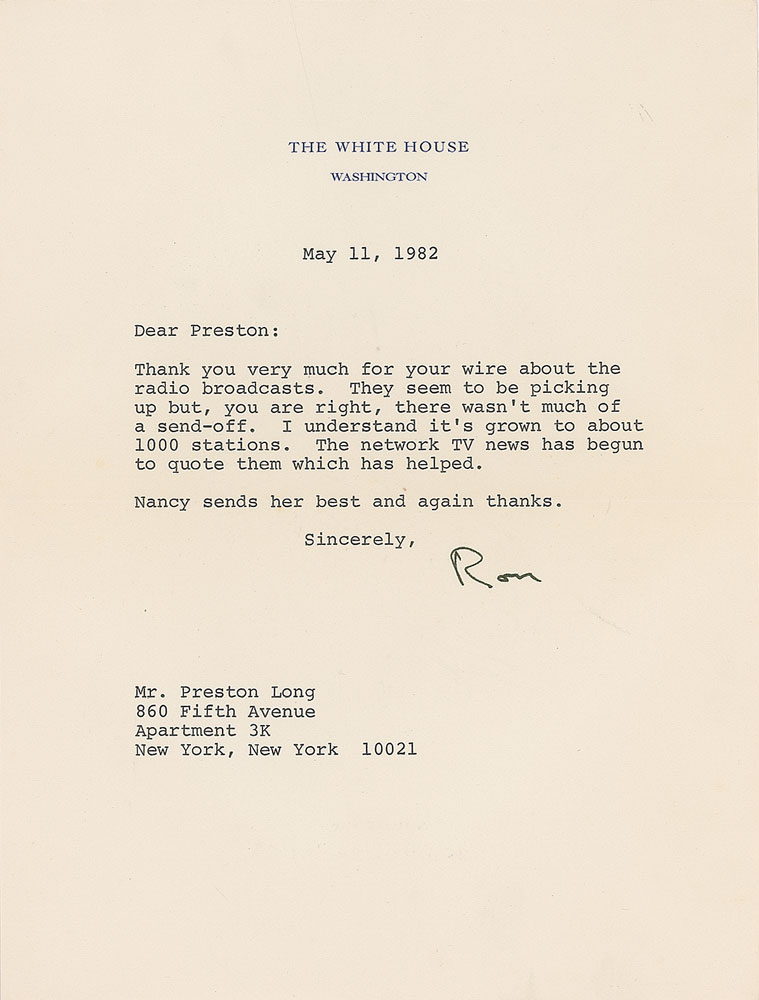 THE WHITE HOUSE
WASHINGTON
May 11, 1982
Dear Preston:
Thank you very much for your wire about the
radio broadcasts.  They seem to be picking
up but, you are right, there wasn't much of
a send-off.  I understand it's grown to about
1000 stations.  The network TV news has begun
to quote them which has helped.
Nancy sends her best and again thanks.
Sincerely,
Ron
Mr. Preston Long
860 Fifth Avenue
Apartment 3K
New York, New York  10021